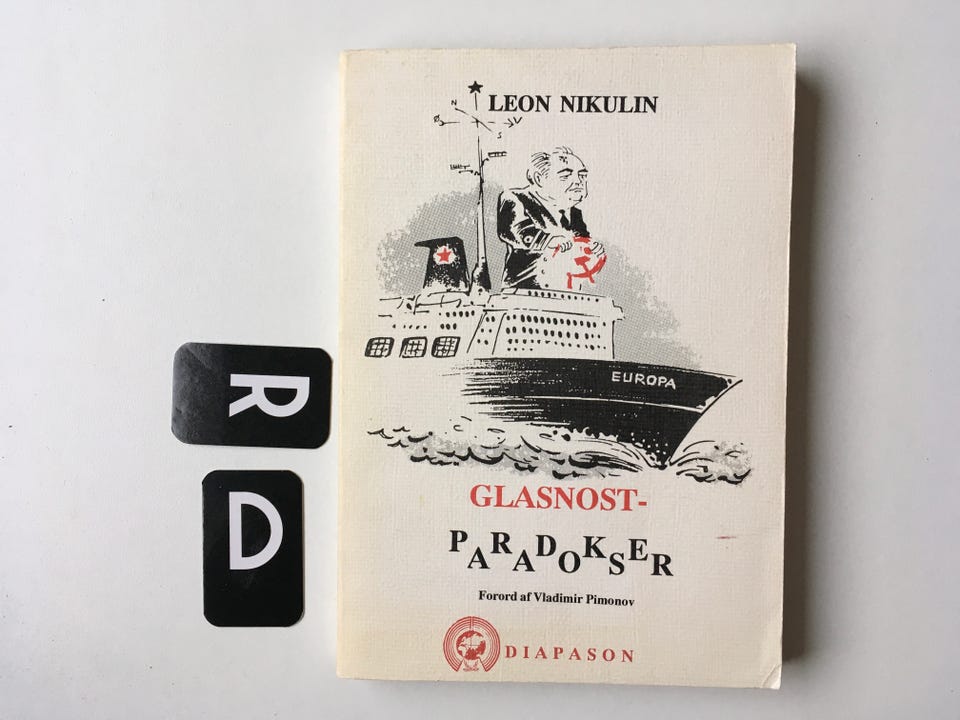 LEON NIKULIN
N
Ø
V
S
EUROPA
GLASNOST-
PARADOKSER
Forord af Vladimir Pimonov
DIAPASON
R
D